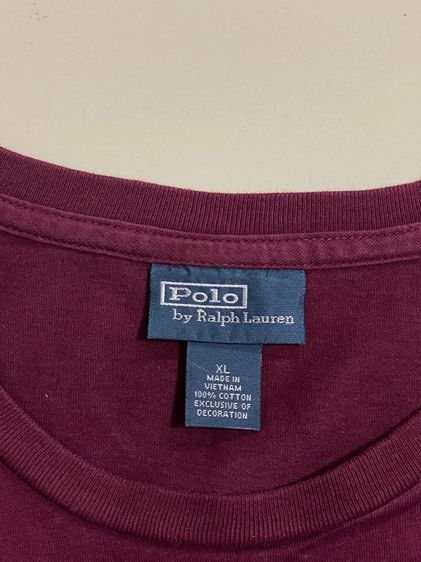 Polo
by Ralph Lauren
XL
MADE IN
VIETNAM
100% COTTON
EXCLUSIVE OF
DECORATION